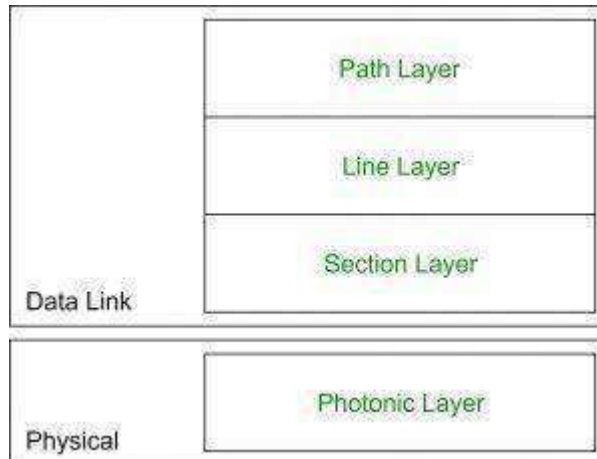 Path Layer
Line Layer
Section Layer
Data Link
Photonic Layer
Physical